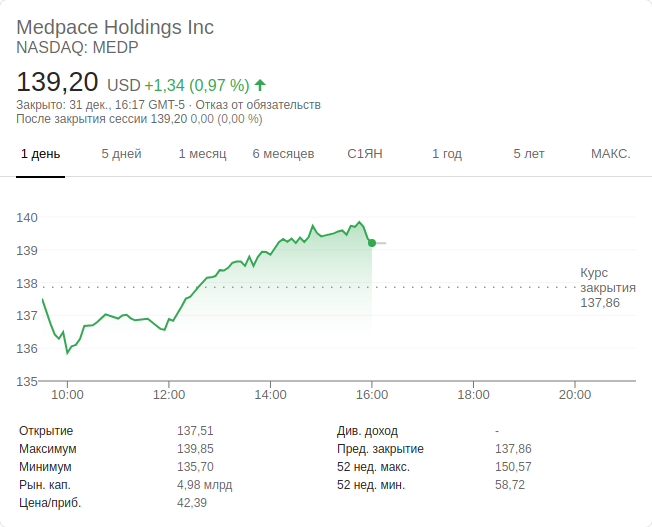 Medpace Holdings Inc
NASDAQ: MEDP
139,20 USD +1,34 (0,97 %)
Закрыто: 31 дек., 16:17 GMT-5 · Отказ от обязательств
После закрытия сессии 139,20 0,00 (0,00 %)
1 день 5 дней 1 месяц 6 месяцев С1ЯН 1 год 5 лет МАКС.
140
139
138
137
136
135
Курс
закрытия
137,86
10:00 12:00 14:00 16:00 18:00 20:00
Открытие 137,51 Див. доход -
Максимум 139,85 Пред. закрытие 137,86
Минимум 135,70 52 нед. макс. 150,57
Рын. кап. 4,98 млрд 52 нед. мин. 58,72
Цена/приб. 42,39